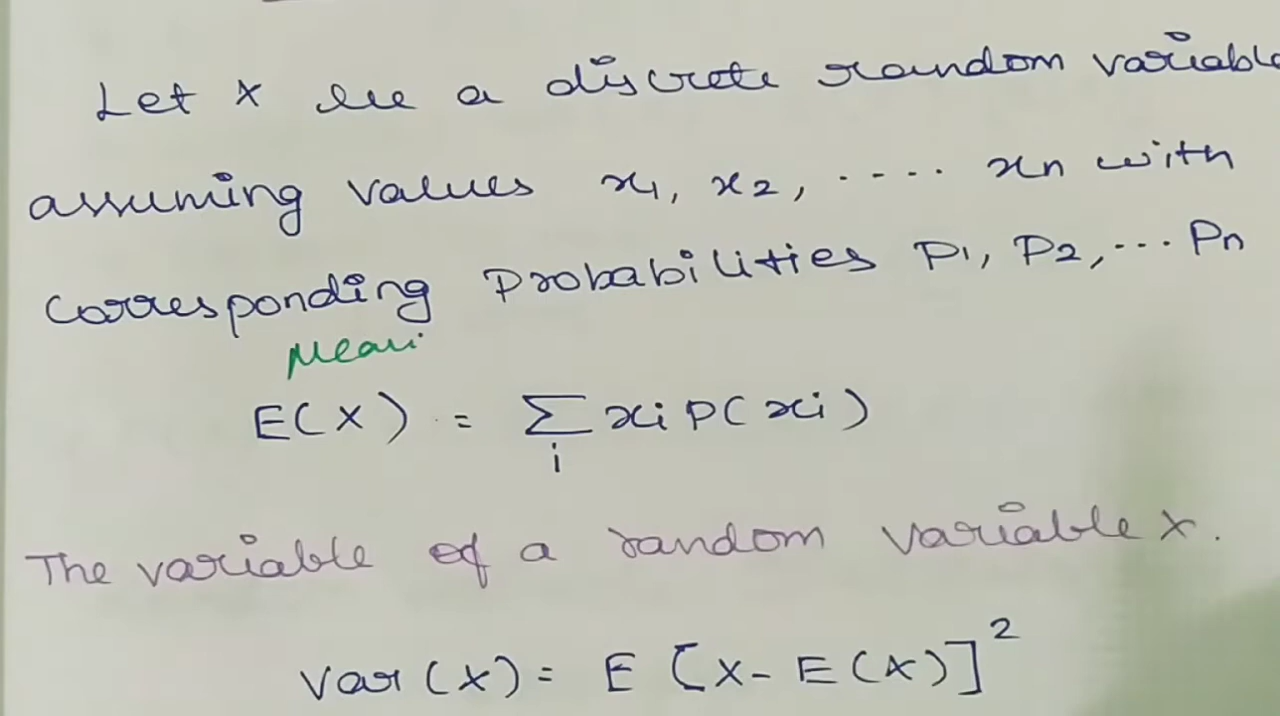 Let X be a discrete random variable
assuming values x1, x2, .... xn with
corresponding Probabilities P1, P2, ... Pn
Mean
E(X) = Σ xi P(xi)
i
The variable of a random variable X.
Var (X) = E [X - E(X)]²